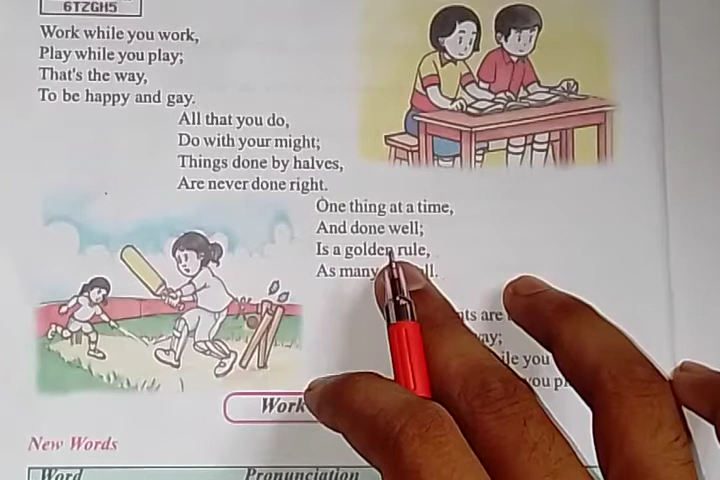 6TZGH5
Work while you work,
Play while you play;
That's the way,
To be happy and gay.
All that you do,
Do with your might;
Things done by halves,
Are never done right.
One thing at a time,
And done well;
Is a golden rule,
As many
are
Work
New Words
Word Pronunciation